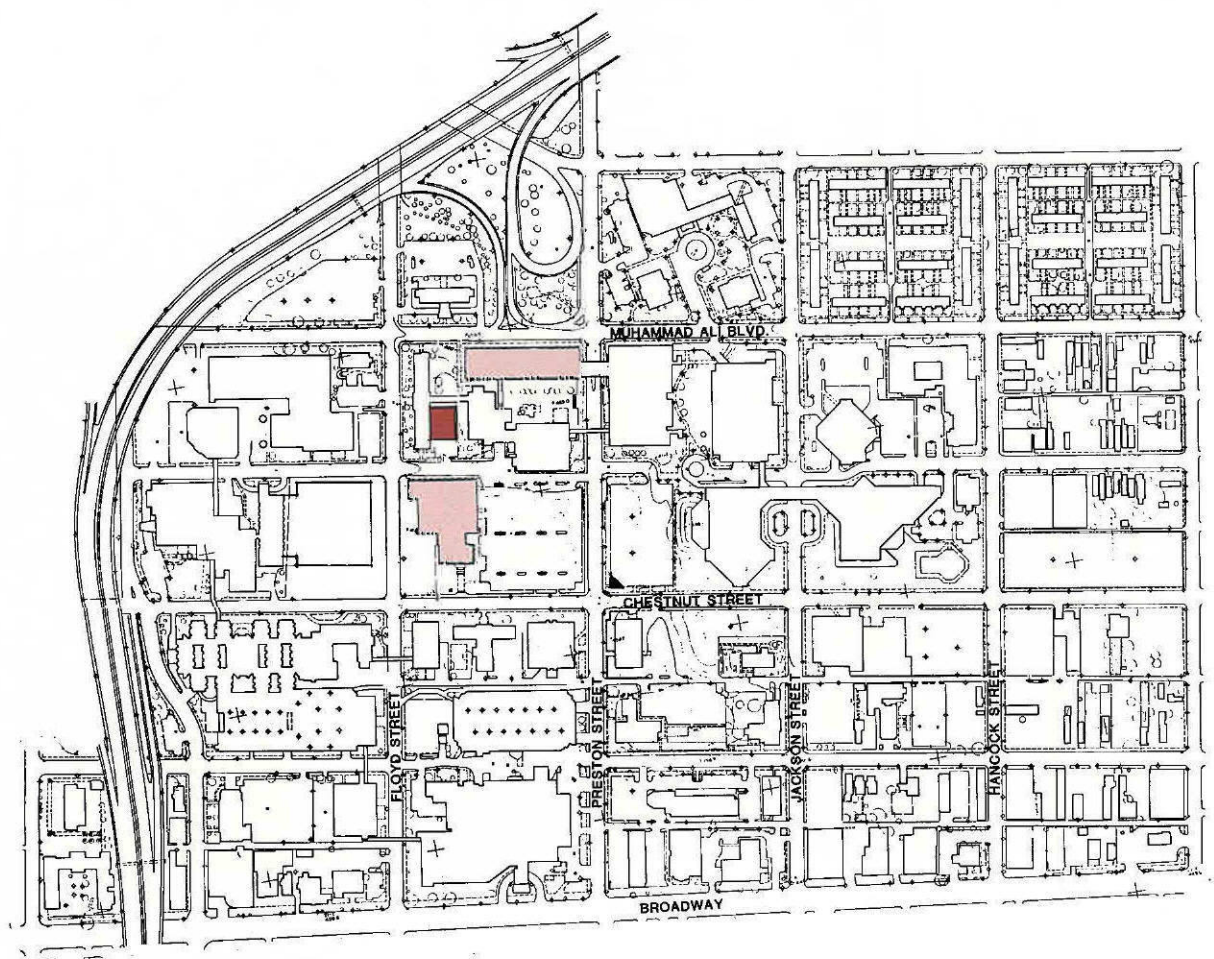 MUHAMMAD ALI BLVD.
CHESTNUT STREET
FLOYD STREET
PRESTON STREET
JACKSON STREET
HANCOCK STREET
BROADWAY